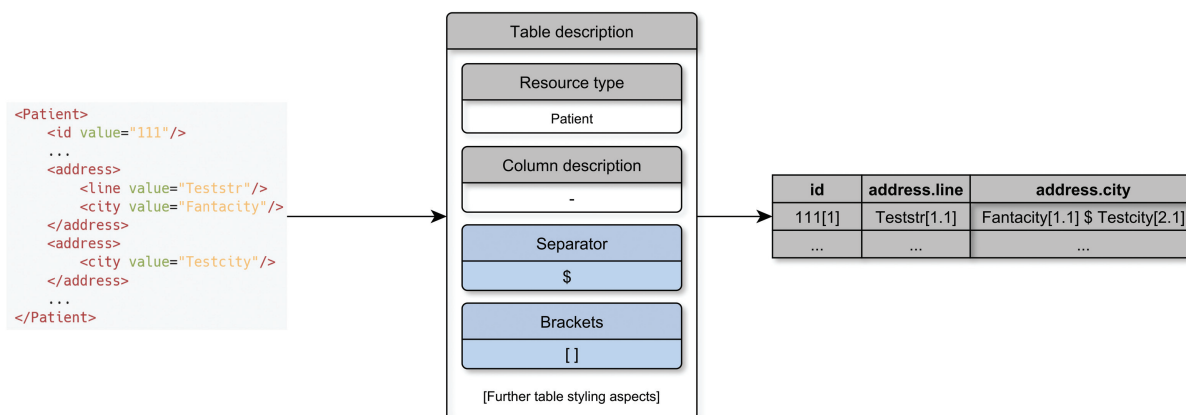 <Patient>
<id value="111"/>
...
<address>
<line value="Teststr"/>
<city value="Fantacity"/>
</address>
<address>
<city value="Testcity"/>
</address>
...
</Patient>
Table description
Resource type
Patient
Column description
-
Separator
$
Brackets
[ ]
[Further table styling aspects]
id address.line address.city
111[1] Teststr[1.1] Fantacity[1.1] $ Testcity[2.1]
... ... ...